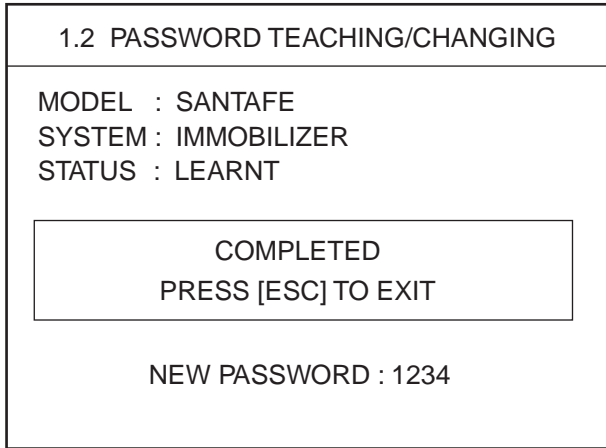 1.2 PASSWORD TEACHING/CHANGING
MODEL : SANTAFE
SYSTEM : IMMOBILIZER
STATUS : LEARNT
COMPLETED
PRESS [ESC] TO EXIT
NEW PASSWORD : 1234